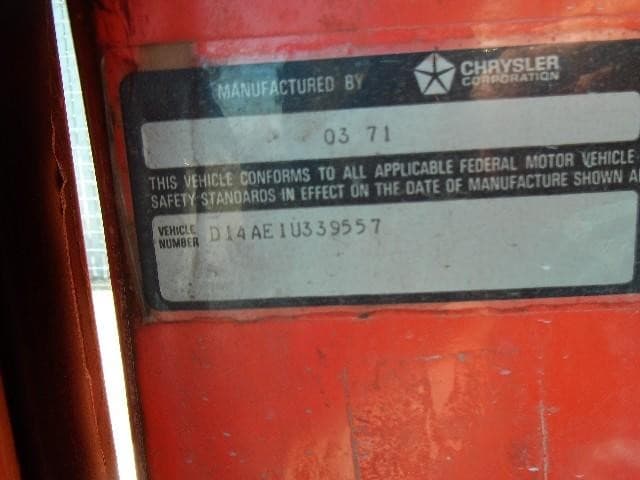 MANUFACTURED BY CHRYSLER CORPORATION
03 71
THIS VEHICLE CONFORMS TO ALL APPLICABLE FEDERAL MOTOR VEHICLE
SAFETY STANDARDS IN EFFECT ON THE DATE OF MANUFACTURE SHOWN
VEHICLE NUMBER D14AE1U339557